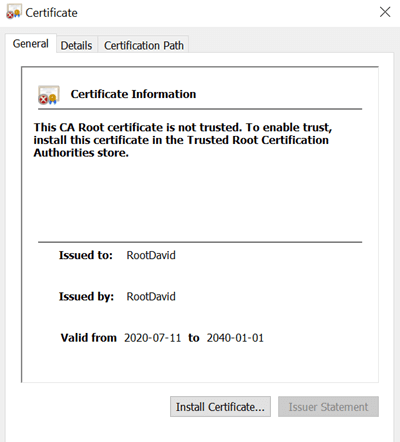 Certificate
General Details Certification Path
Certificate Information
This CA Root certificate is not trusted. To enable trust,
install this certificate in the Trusted Root Certification
Authorities store.
Issued to: RootDavid
Issued by: RootDavid
Valid from 2020-07-11 to 2040-01-01
Install Certificate... Issuer Statement